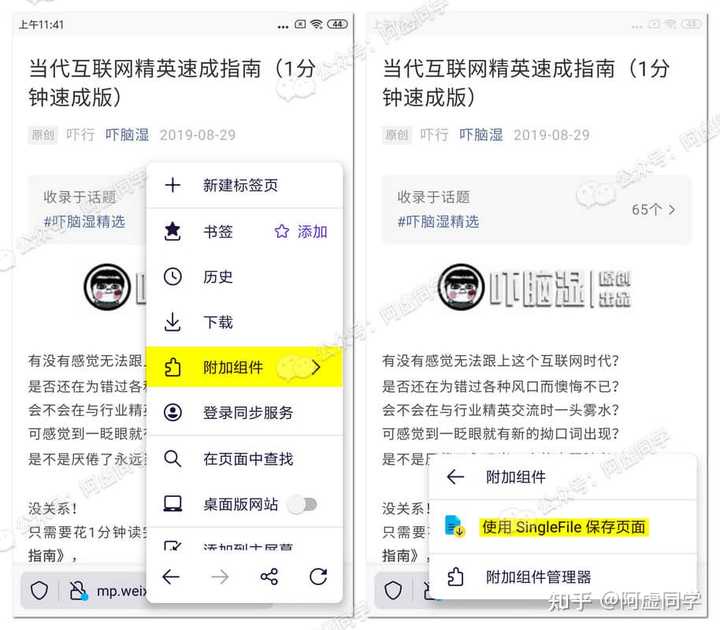 上午11:41
44
当代互联网精英速成指南（1分
钟速成版）
原创 吓行 吓脑湿 2019-08-29
收录于话题
#吓脑湿精选
吓
有没有感觉无法跟
是否还在为错过各种
会不会在与行业精英
可感觉到一眨眼就有
是不是厌倦了永远
没关系！
只需要花1分钟读
指南》，
mp.weix
新建标签页
书签 添加
历史
下载
附加组件
登录同步服务
在页面中查找
桌面版网站
添加到主屏幕
当代互联网精英速成指南（1分
钟速成版）
原创 吓行 吓脑湿 2019-08-29
收录于话题
#吓脑湿精选
65个
吓脑湿 原创
出品
有没有感觉无法跟上这个互联网时代？
是否还在为错过各种风口而懊悔不已？
会不会在与行业精英交流时一头雾水？
可感觉到一眨眼就有新的拗口词出现？
是不是厌倦了
没关系！
只需要花
指南》，
附加组件
使用 SingleFile 保存页面
附加组件管理器
公众号：阿虚同学
知乎 @阿虚同学